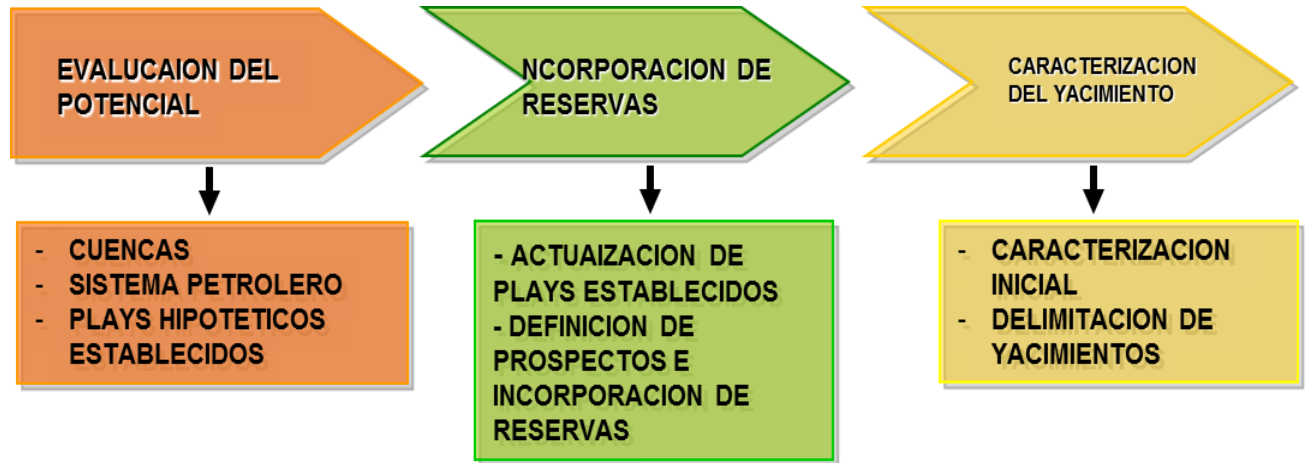 EVALUCAION DEL
POTENCIAL
NCORPORACION DE
RESERVAS
CARACTERIZACION
DEL YACIMIENTO
- CUENCAS
- SISTEMA PETROLERO
- PLAYS HIPOTETICOS
ESTABLECIDOS
- ACTUAIZACION DE
PLAYS ESTABLECIDOS
- DEFINICION DE
PROSPECTOS E
INCORPORACION DE
RESERVAS
- CARACTERIZACION
INICIAL
- DELIMITACION DE
YACIMIENTOS